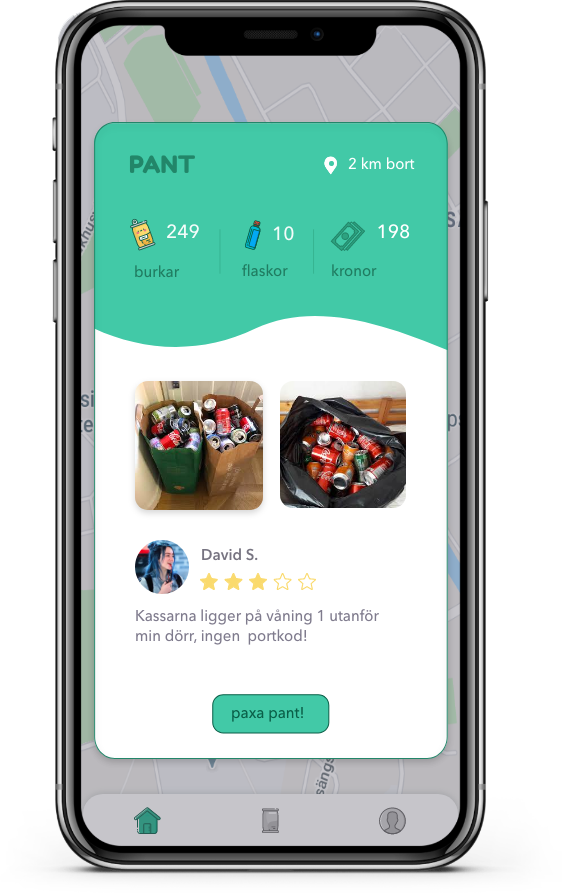 PANT
2 km bort
249
10
198
burkar
flaskor
kronor
David S.
Kassarna ligger på våning 1 utanför
min dörr, ingen portkod!
paxa pant!